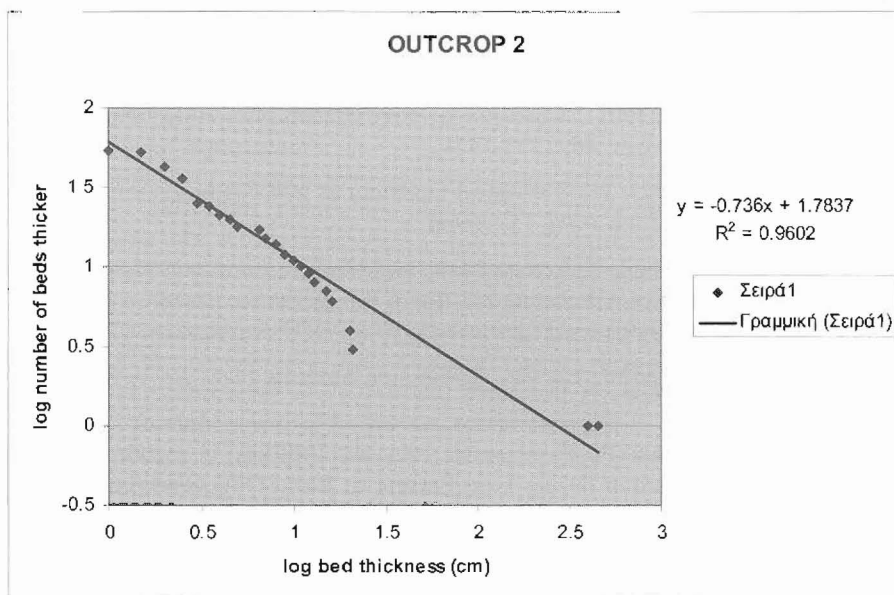 OUTCROP 2
2
1.5
1
0.5
0
-0.5
0
0.5
1
1.5
2
2.5
3
log number of beds thicker
log bed thickness (cm)
y = -0.736x + 1.7837
R² = 0.9602
Σειρά1
Γραμμική (Σειρά1)